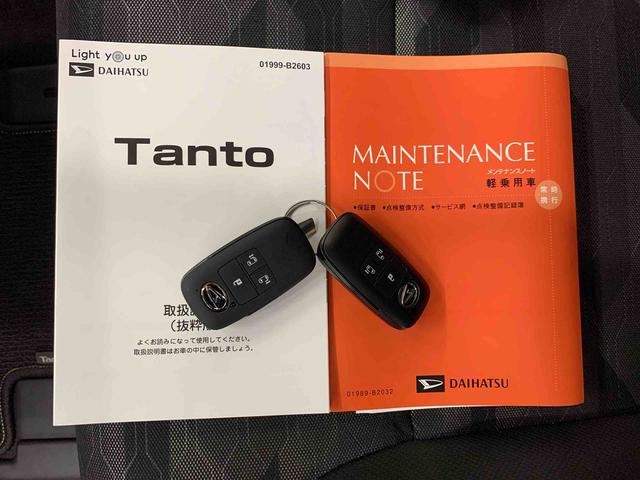 Light you up
DAIHATSU
01999-B2603
Tanto
取扱
(抜粋
よくお読みになって使用してください。
取扱説明書はお車の中に保管しましょう。
MAINTENANCE
NOTE
メンテナンスノート
軽乗用車
常時
携行
●保証書 ●点検整備方式 ●サービス網 ●点検整備記録簿
01989-B2032
DAIHATSU